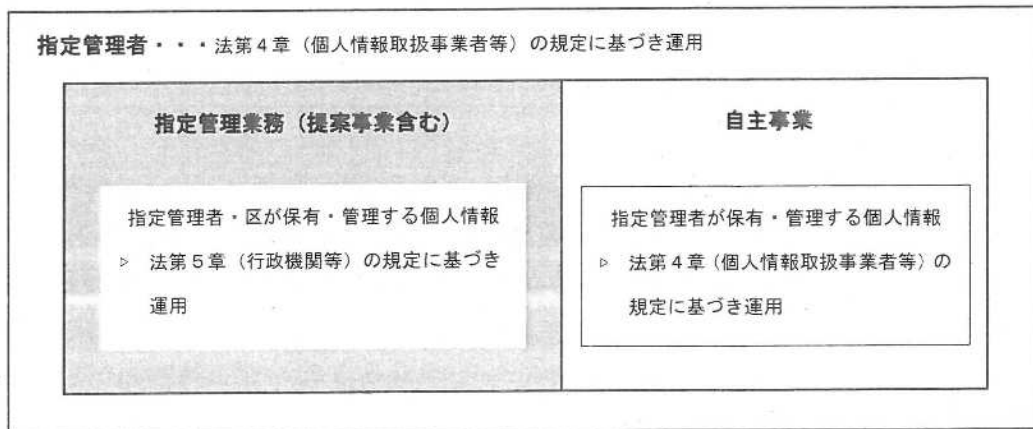 指定管理者・・・法第４章（個人情報取扱事業者等）の規定に基づき運用
指定管理業務（提案事業含む）
指定管理者・区が保有・管理する個人情報
▷ 法第５章（行政機関等）の規定に基づき
運用
自主事業
指定管理者が保有・管理する個人情報
▷ 法第４章（個人情報取扱事業者等）の
規定に基づき運用